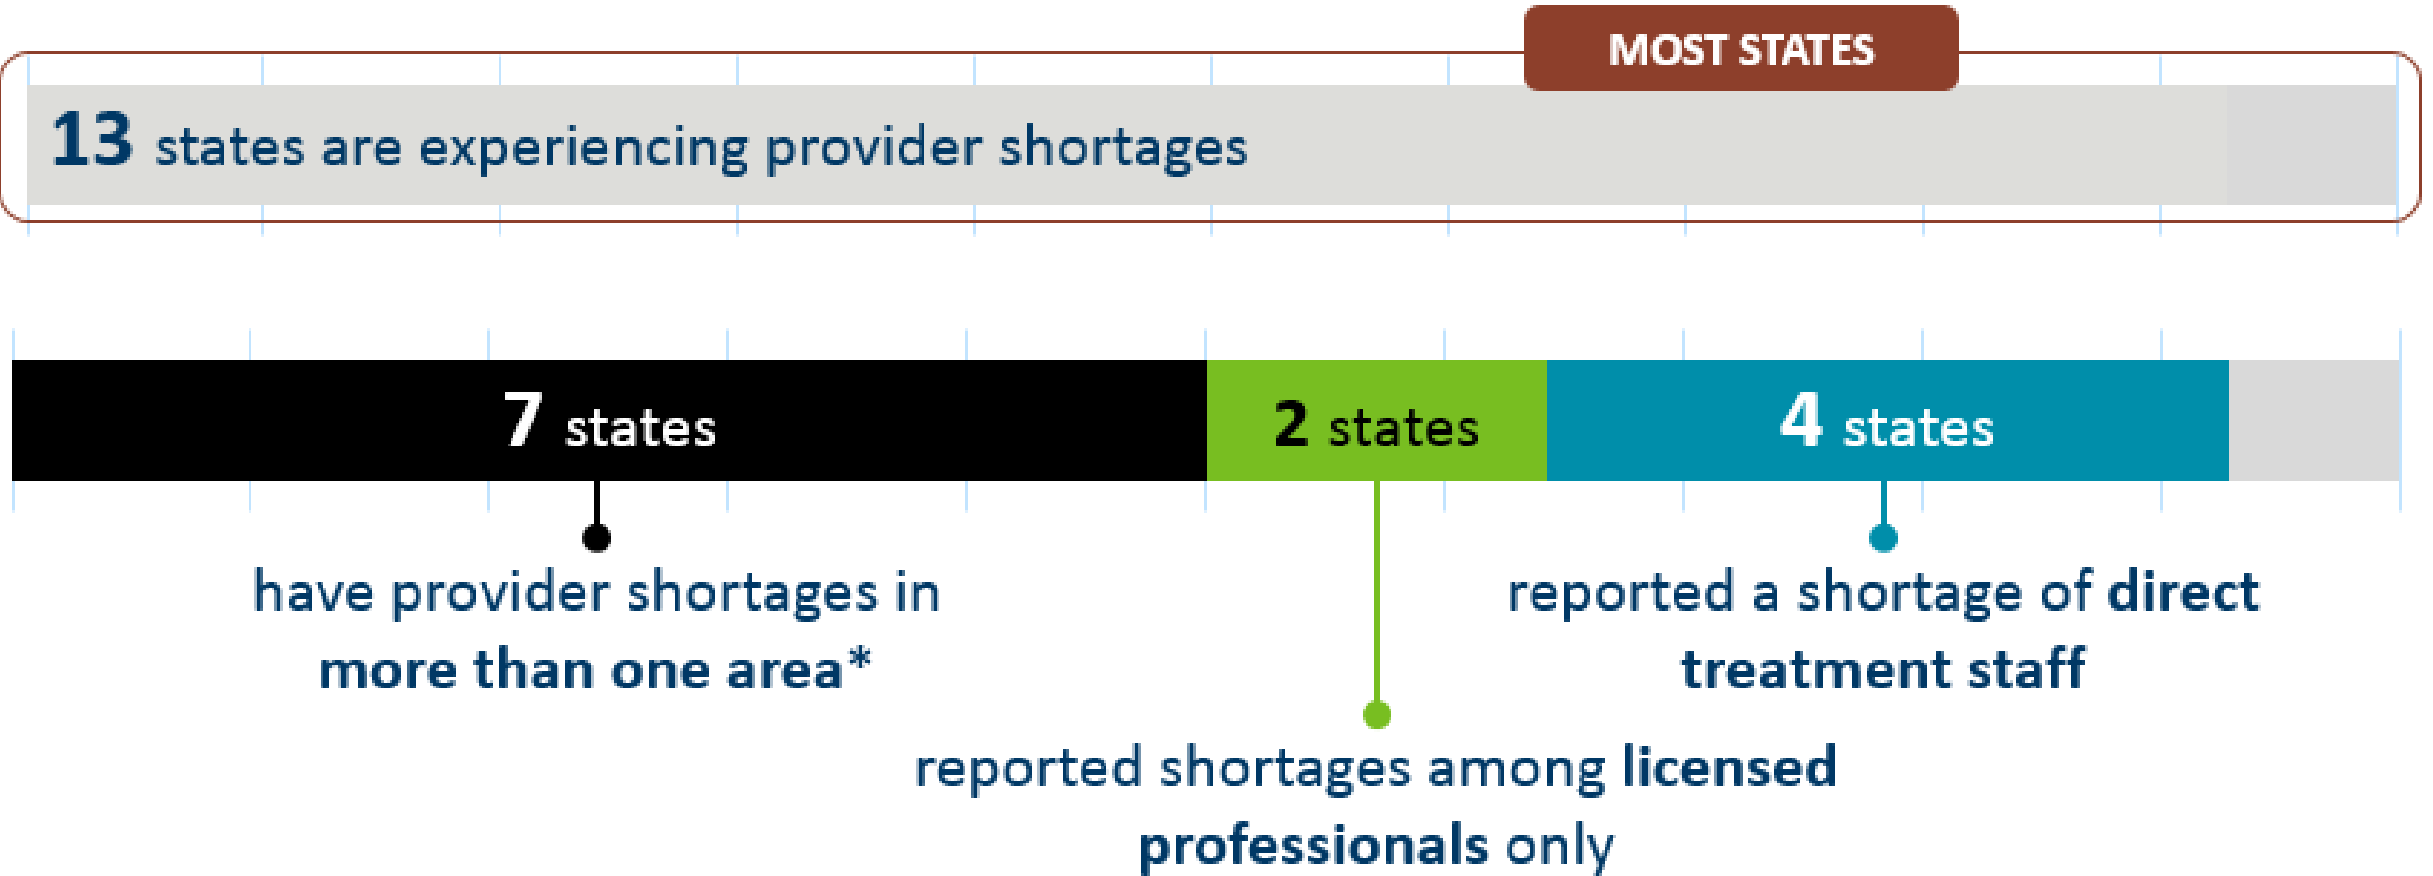 MOST STATES
13 states are experiencing provider shortages
7 states
2 states
4 states
have provider shortages in
more than one area*
reported a shortage of direct
treatment staff
reported shortages among licensed
professionals only